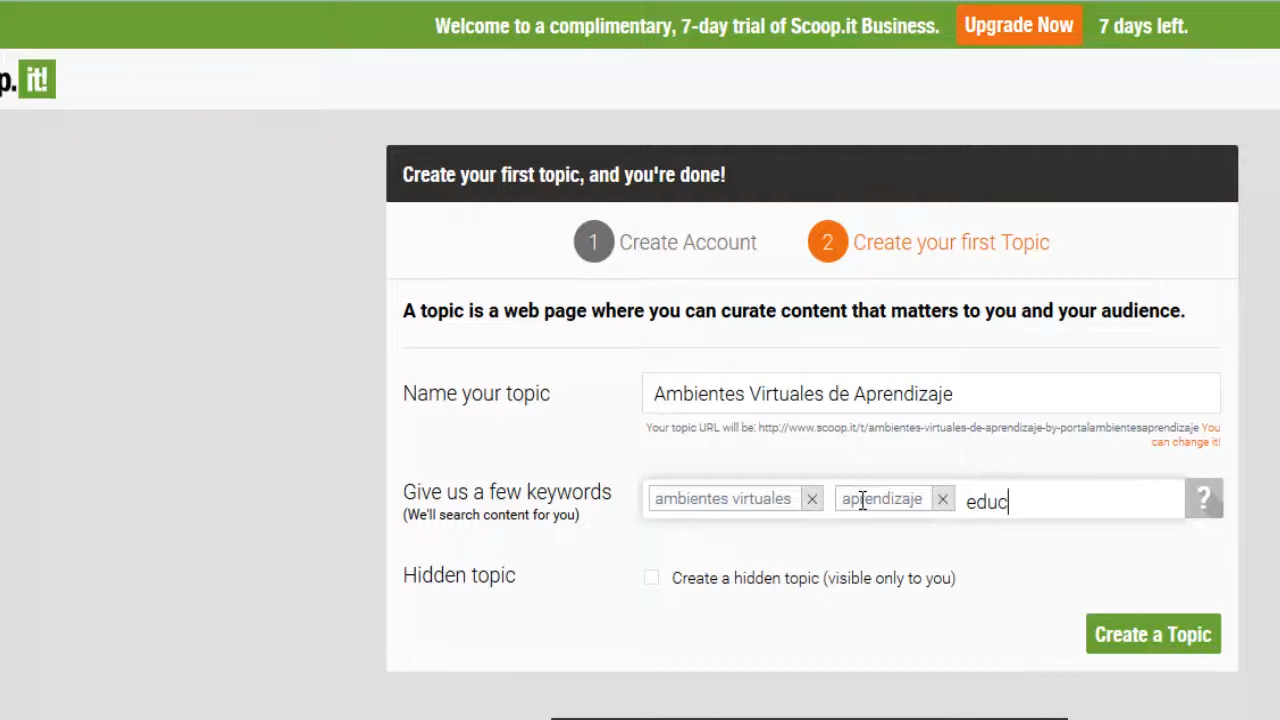 Welcome to a complimentary, 7-day trial of Scoop.it Business. Upgrade Now 7 days left.
p.it!
Create your first topic, and you're done!
1 Create Account 2 Create your first Topic
A topic is a web page where you can curate content that matters to you and your audience.
Name your topic Ambientes Virtuales de Aprendizaje
Your topic URL will be: http://www.scoop.it/t/ambientes-virtuales-de-aprendizaje-by-portalambientesaprendizaje You
can change it!
Give us a few keywords ambientes virtuales × aprendizaje × educ ?
(We'll search content for you)
Hidden topic Create a hidden topic (visible only to you)
Create a Topic